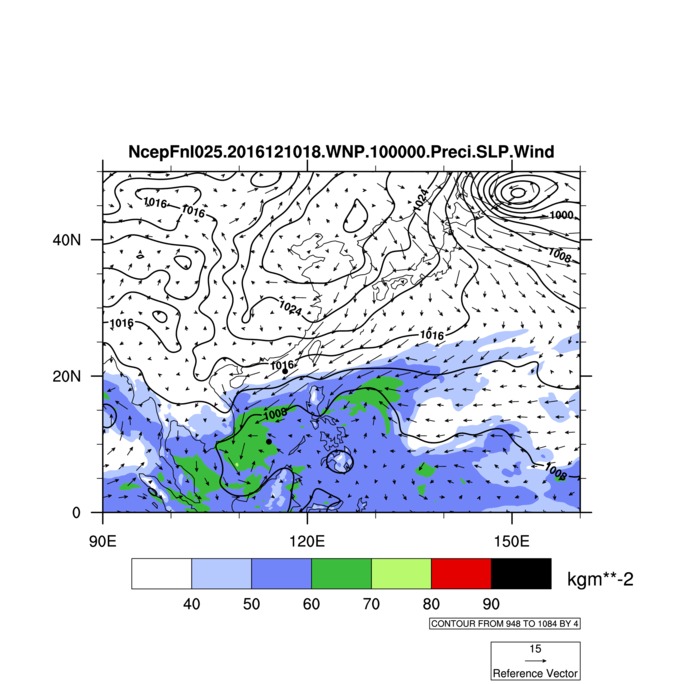 NcepFnl025.2016121018.WNP.100000.Preci.SLP.Wind
1016 1016
1024
1000
40N
1008
1024
1016
1016
1016
20N
1008
1008
0
90E 120E 150E
kgm**-2
40 50 60 70 80 90
CONTOUR FROM 948 TO 1084 BY 4
15
Reference Vector